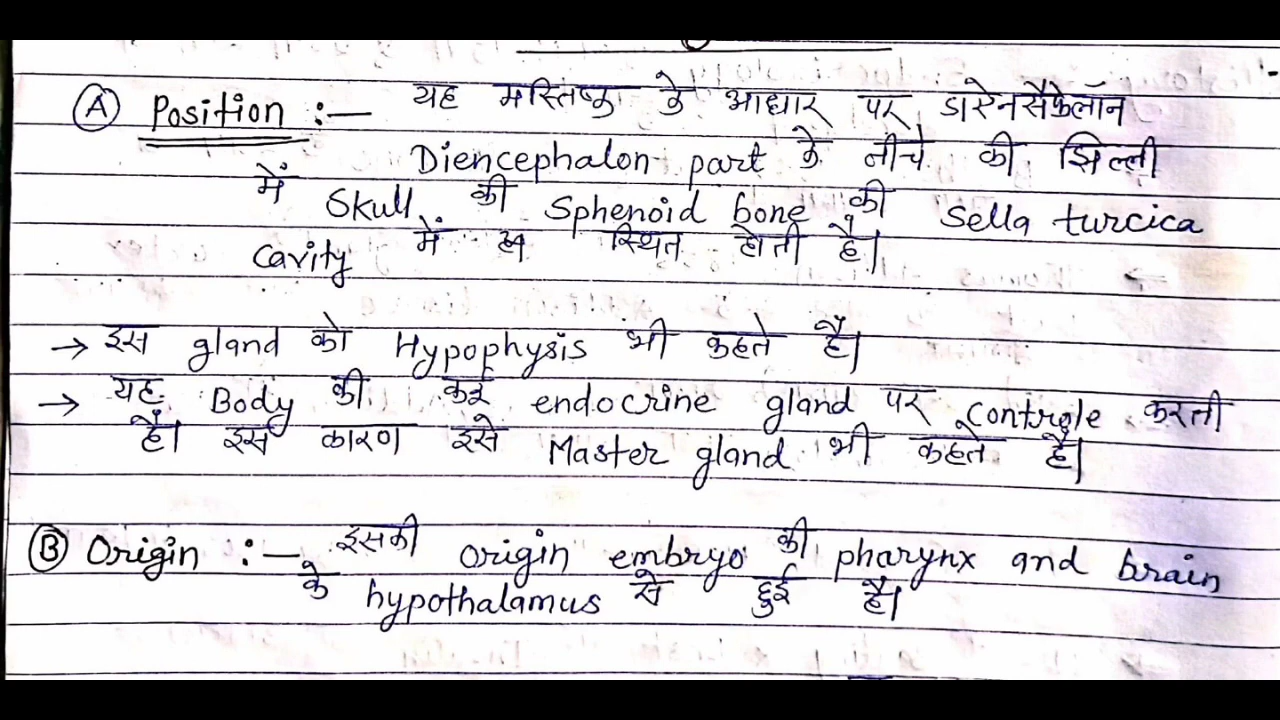 Ⓐ Position :— यह मस्तिष्क के आधार पर डाएनसैफेलॉन
Diencephalon part के नीचे की झिल्ली
में Skull की Sphenoid bone की Sella turcica
cavity में स्थित होती है।
→ इस gland को Hypophysis भी कहते हैं।
→ यह Body की कई endocrine gland पर controle करती
है। इस कारण इसे Master gland भी कहते हैं।
Ⓑ Origin :— इसकी origin embryo की pharynx and brain
के hypothalamus से हुई है।